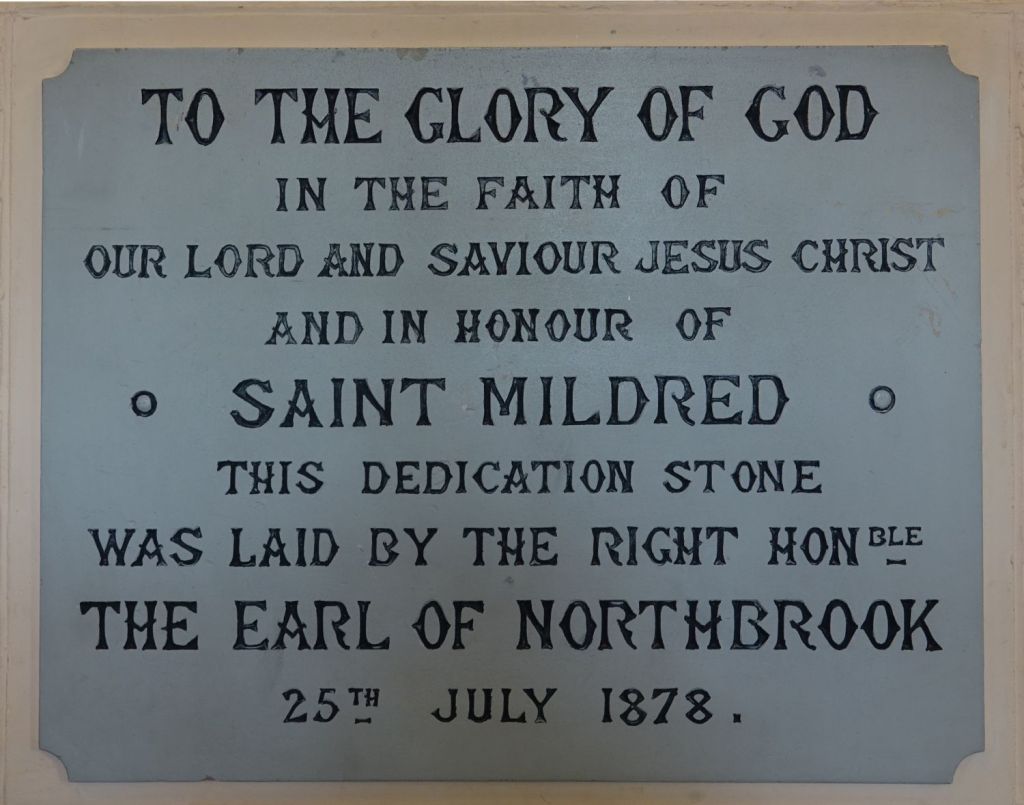 TO THE GLORY OF GOD
IN THE FAITH OF
OUR LORD AND SAVIOUR JESUS CHRIST
AND IN HONOUR OF
SAINT MILDRED
THIS DEDICATION STONE
WAS LAID BY THE RIGHT HONBLE
THE EARL OF NORTHBROOK
25TH JULY 1878.